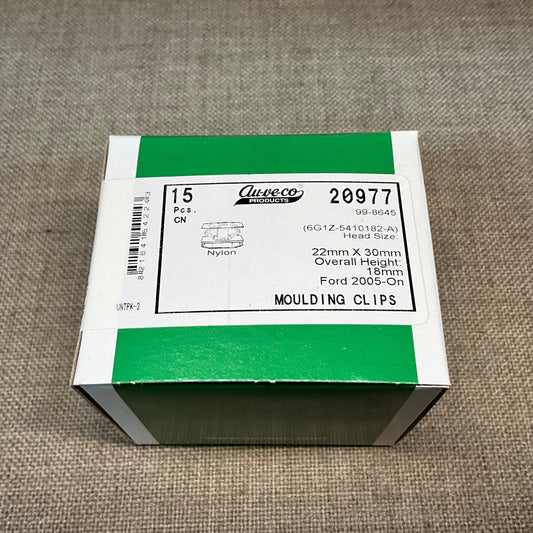 15
Pcs.
CN
Au-ve-co®
PRODUCTS
20977
99-8645
(6G1Z-5410182-A)
Head Size:
Nylon
22mm X 30mm
Overall Height:
18mm
Ford 2005-On
MOULDING CLIPS
UNTPK-3